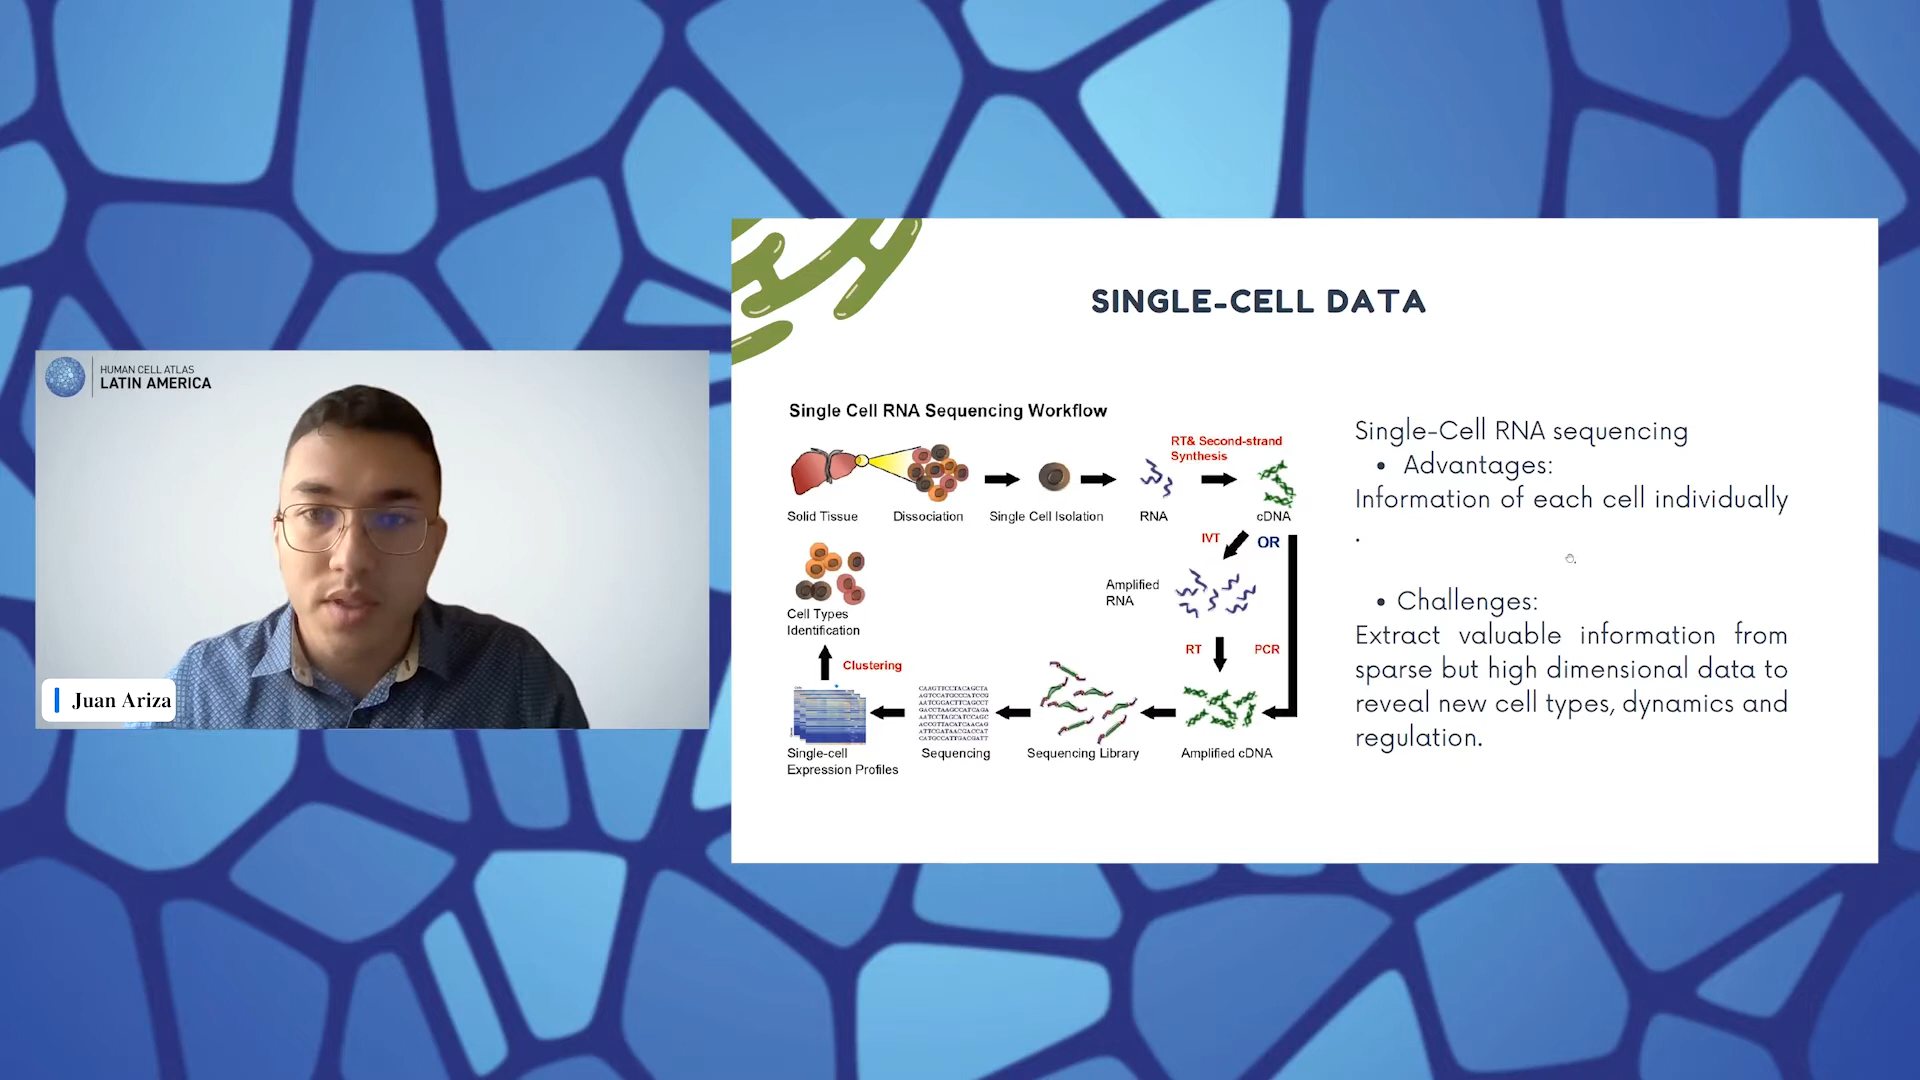 HUMAN CELL ATLAS
LATIN AMERICA
Juan Ariza
SINGLE-CELL DATA
Single Cell RNA Sequencing Workflow
RT& Second-strand
Synthesis
Solid Tissue
Dissociation
Single Cell Isolation
RNA
cDNA
IVT
OR
Amplified
RNA
RT
PCR
Cell Types
Identification
Clustering
Single-cell
Expression Profiles
Sequencing
Sequencing Library
Amplified cDNA
Single-Cell RNA sequencing
• Advantages:
Information of each cell individually
.
• Challenges:
Extract valuable information from
sparse but high dimensional data to
reveal new cell types, dynamics and
regulation.